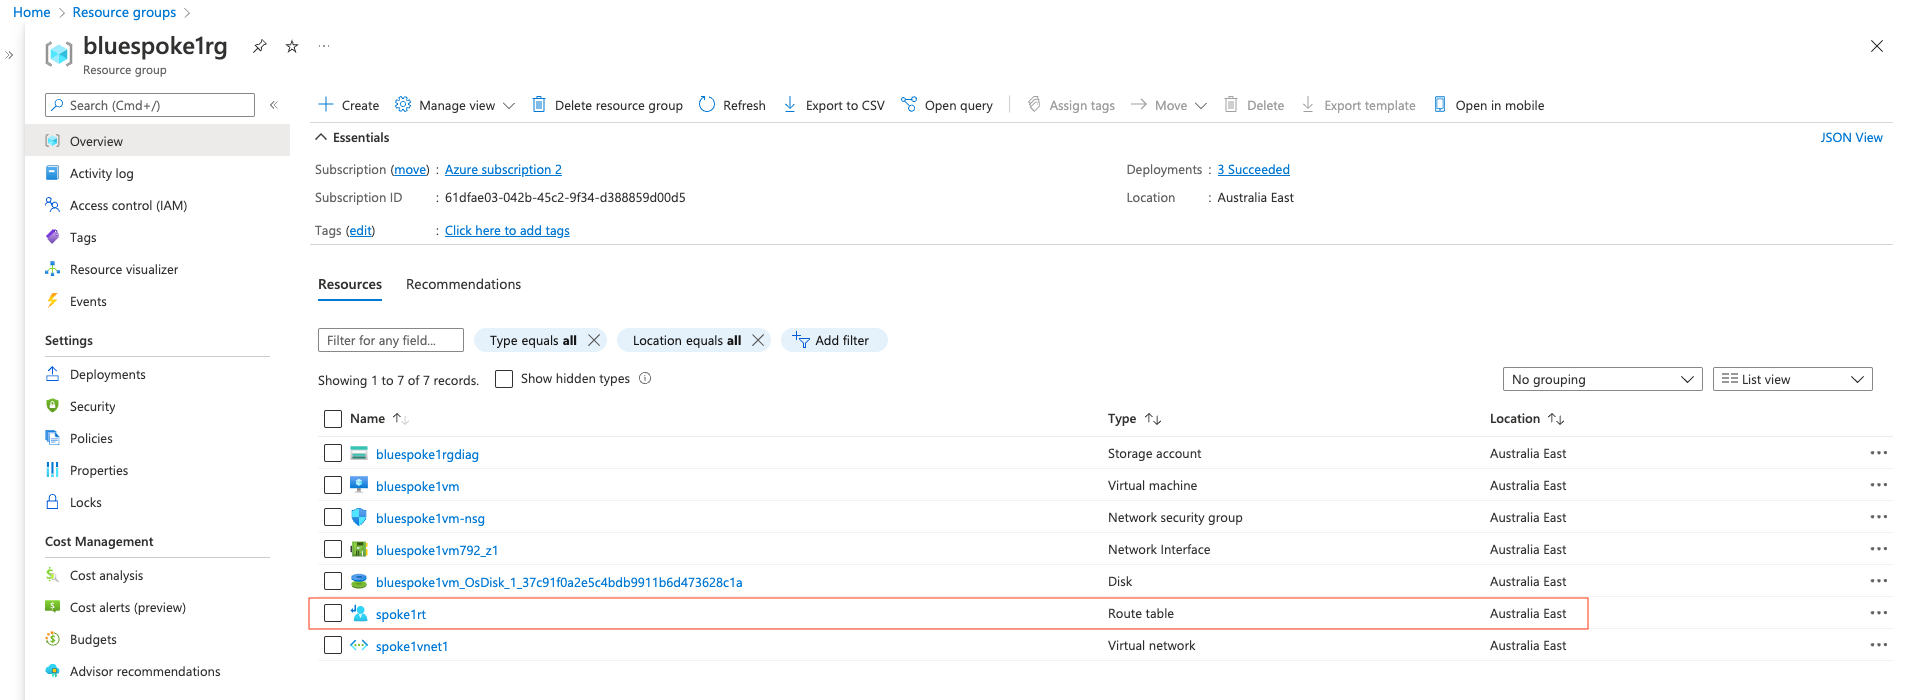 Home > Resource groups >
bluespoke1rg
Resource group
Search (Cmd+/)
Overview
Activity log
Access control (IAM)
Tags
Resource visualizer
Events
Settings
Deployments
Security
Policies
Properties
Locks
Cost Management
Cost analysis
Cost alerts (preview)
Budgets
Advisor recommendations
Create Manage view Delete resource group Refresh Export to CSV Open query Assign tags Move Delete Export template Open in mobile
Essentials JSON View
Subscription (move) : Azure subscription 2 Deployments : 3 Succeeded
Subscription ID : 61dfae03-042b-45c2-9f34-d388859d00d5 Location : Australia East
Tags (edit) : Click here to add tags
Resources Recommendations
Filter for any field... Type equals all Location equals all Add filter
Showing 1 to 7 of 7 records. Show hidden types No grouping List view
Name Type Location
bluespoke1rgdiag Storage account Australia East
bluespoke1vm Virtual machine Australia East
bluespoke1vm-nsg Network security group Australia East
bluespoke1vm792_z1 Network Interface Australia East
bluespoke1vm_OsDisk_1_37c91f0a2e5c4bdb9911b6d473628c1a Disk Australia East
spoke1rt Route table Australia East
spoke1vnet1 Virtual network Australia East